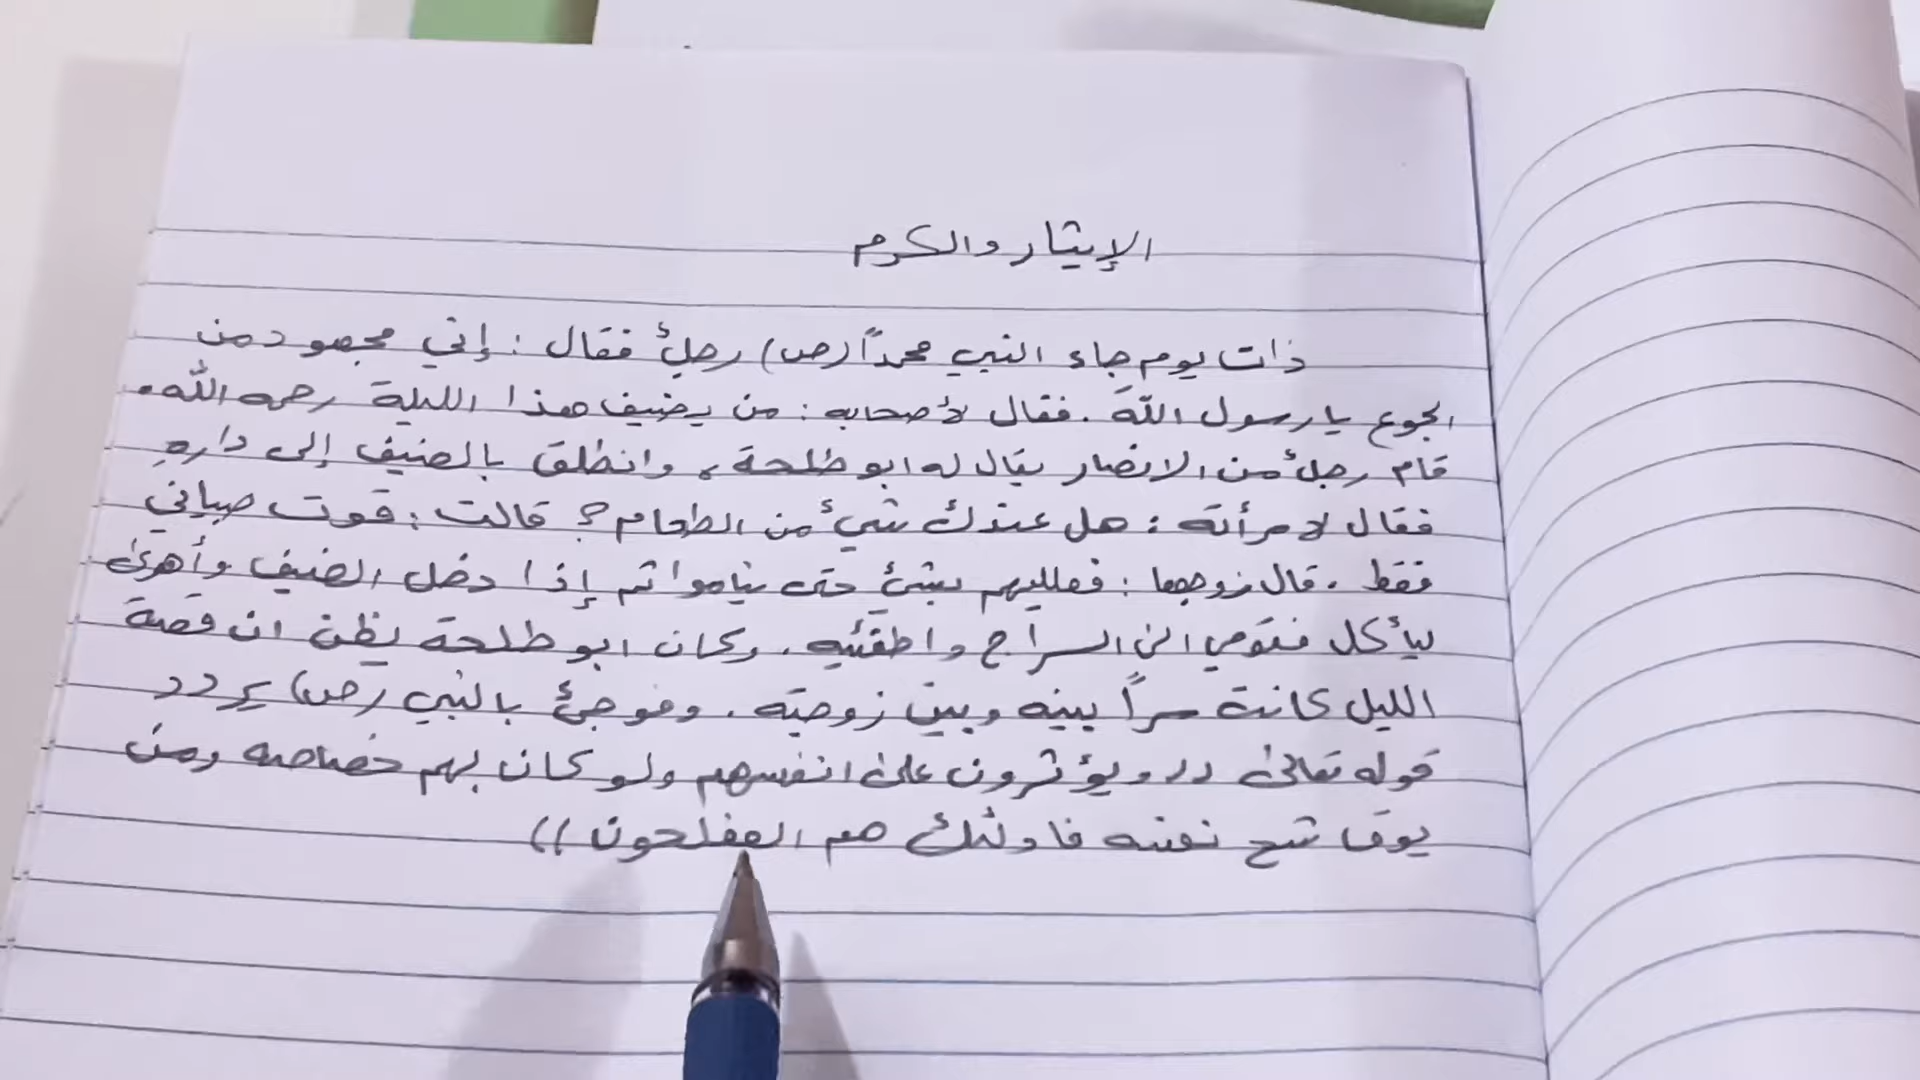 الإيثار والكرم
ذات يوم جاء النبي محمداً (ص) رجلٌ فقال : إني مجهود من
الجوع يا رسول الله . فقال لأصحابه : من يضيف هذا الليلة رحمه الله .
قام رجلٌ من الانصار يقال له ابو طلحة ، وانطلق بالضيف إلى دارهِ
فقال لامرأته : هل عندك شيءٌ من الطعام ؟ قالت : قوت صباني
فقط . قال زوجها : فعلليهم بشئٍ حتى يناموا ثم إذا دخل الضيف وأهوى
ليأكل فقومي الى السراج واطفئيه . وكان ابو طلحة يظن ان قصة
الليل كانت سراً بينه وبين زوجته . وفوجئ بالنبي (ص) يردد
قوله تعالى (( ويؤثرون على انفسهم ولو كان بهم خصاصه ومن
يوق شح نفسه فاولئك هم المفلحون ))